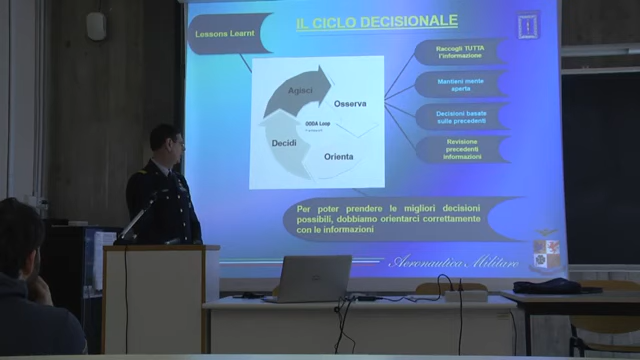 IL CICLO DECISIONALE
Lessons Learnt
Raccogli TUTTA
l'informazione
Mantieni mente
aperta
Decisioni basate
sulle precedenti
Revisione
precedenti
informazioni
Agisci
Osserva
OODA Loop
Decidi
Orienta
Per poter prendere le migliori decisioni
possibili, dobbiamo orientarci correttamente
con le informazioni
Aeronautica Militare